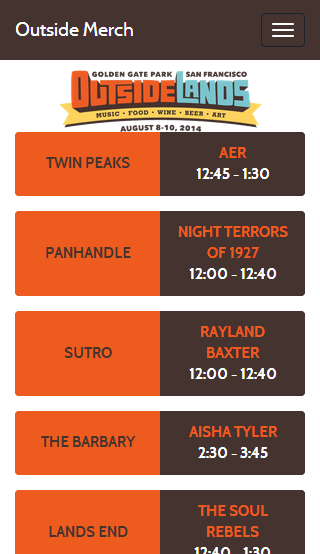 Outside Merch
GOLDEN GATE PARK • SAN FRANCISCO
OUTSIDE LANDS
MUSIC • FOOD • WINE • BEER • ART
AUGUST 8-10, 2014
TWIN PEAKS
AER
12:45 - 1:30
PANHANDLE
NIGHT TERRORS
OF 1927
12:00 - 12:40
SUTRO
RAYLAND
BAXTER
12:00 - 12:40
THE BARBARY
AISHA TYLER
2:30 - 3:45
LANDS END
THE SOUL
REBELS
12:40 - 1:30